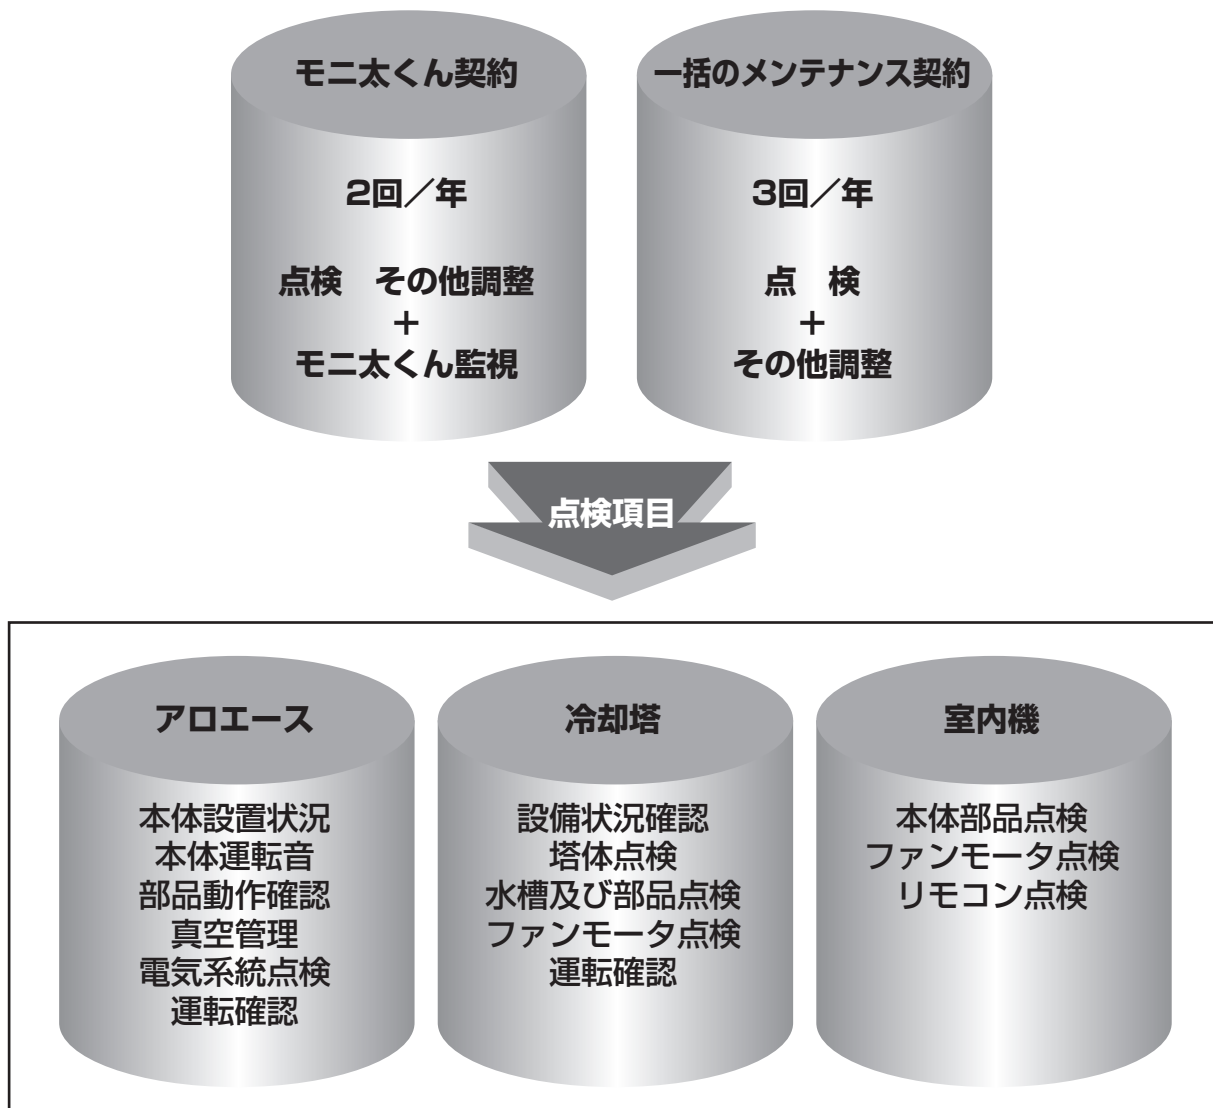 モニ太くん契約
2回／年
点検　その他調整
＋
モニ太くん監視
一括のメンテナンス契約
3回／年
点　検
＋
その他調整
点検項目
アロエース
本体設置状況
本体運転音
部品動作確認
真空管理
電気系統点検
運転確認
冷却塔
設備状況確認
塔体点検
水槽及び部品点検
ファンモータ点検
運転確認
室内機
本体部品点検
ファンモータ点検
リモコン点検